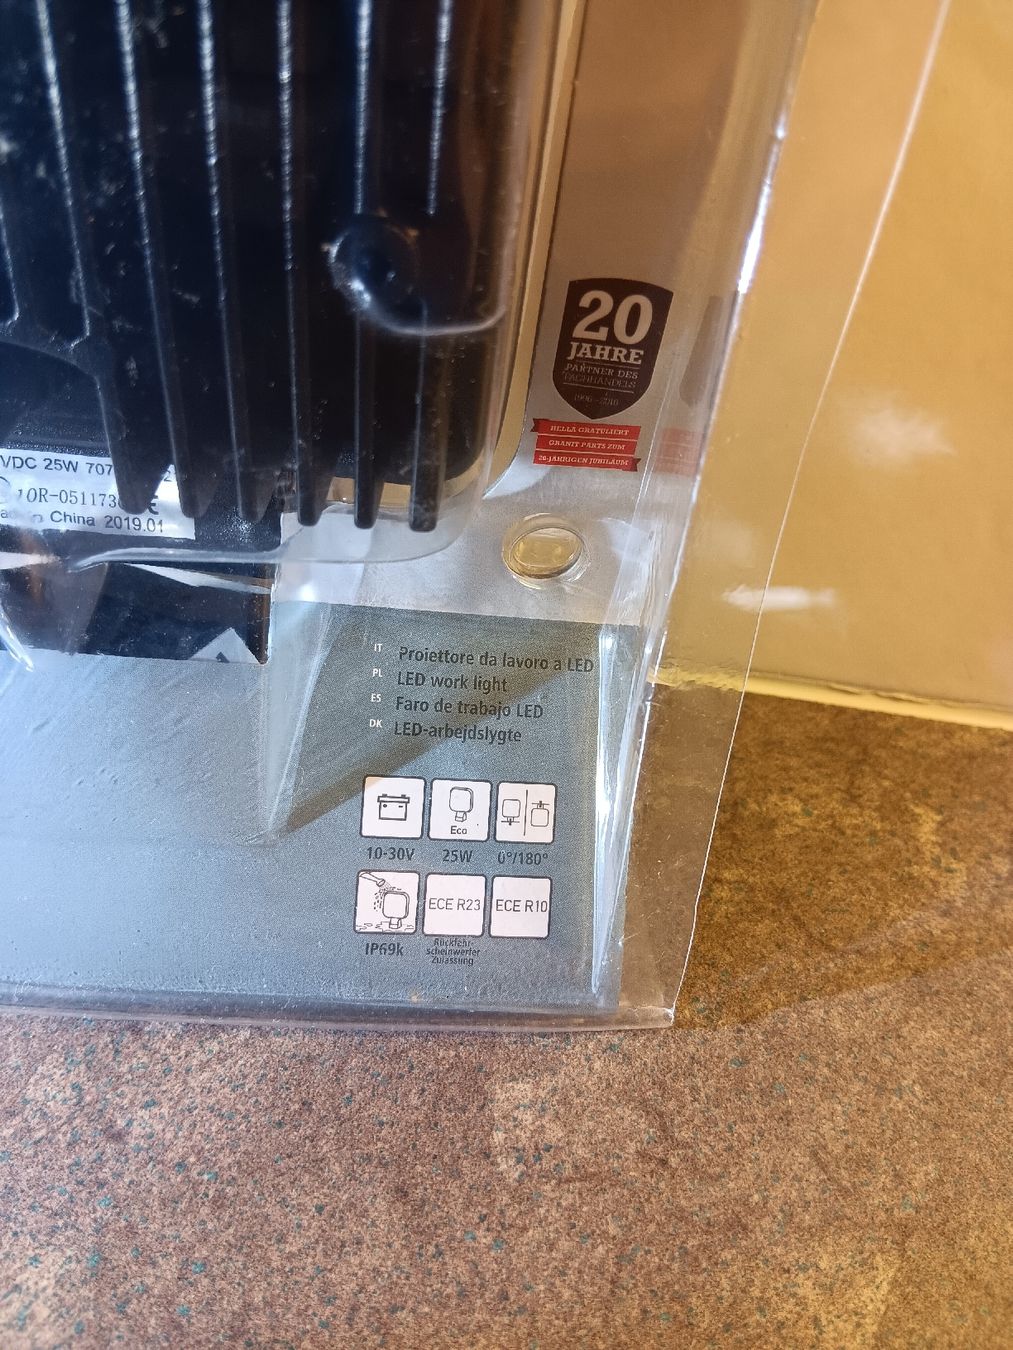 20
JAHRE
PARTNER DES
FACHHANDELS
1996 - 2016
HELLA GRATULIERT
GRANIT PARTS ZUM
20-JÄHRIGEN JUBILÄUM
VDC 25W 707
10R-051173
China 2019.01
IT Proiettore da lavoro a LED
PL LED work light
ES Faro de trabajo LED
DK LED-arbejdslygte
Eco
10-30V 25W 0°/180°
ECE R23 ECE R10
IP69k
Rückfahr-
scheinwerfer
Zulassung